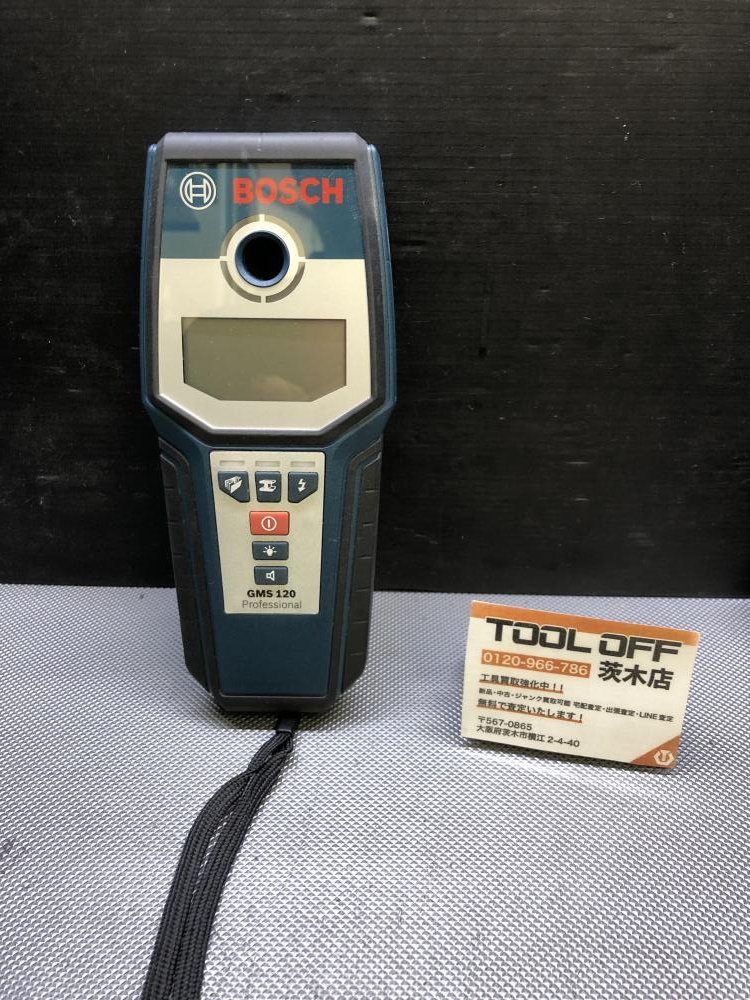 BOSCH
GMS 120
Professional
TOOL OFF
0120-966-786 茨木店
工具買取強化中!!
新品・中古・ジャンク買取可能 宅配査定・出張査定・LINE査定
無料で査定いたします!
〒567-0865
大阪府茨木市横江2-4-40